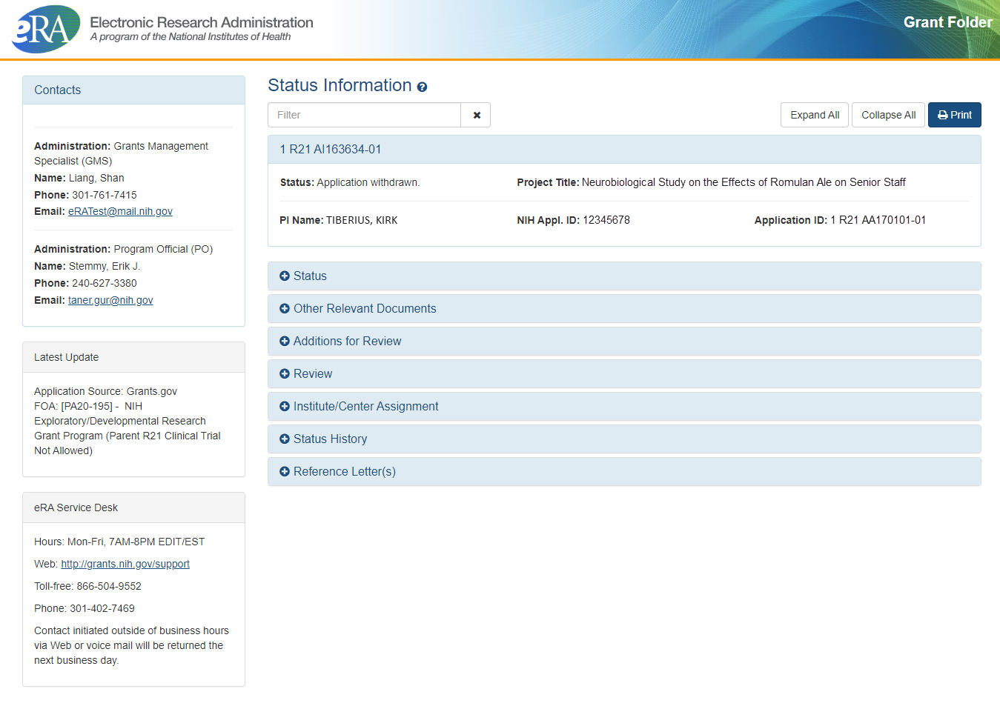 eRA
Electronic Research Administration
A program of the National Institutes of Health
Grant Folder
Contacts
Administration: Grants Management
Specialist (GMS)
Name: Liang, Shan
Phone: 301-761-7415
Email: eRATest@mail.nih.gov
Administration: Program Official (PO)
Name: Stemmy, Erik J.
Phone: 240-627-3380
Email: taner.gur@nih.gov
Latest Update
Application Source: Grants.gov
FOA: [PA20-195] - NIH
Exploratory/Developmental Research
Grant Program (Parent R21 Clinical Trial
Not Allowed)
eRA Service Desk
Hours: Mon-Fri, 7AM-8PM EDIT/EST
Web: http://grants.nih.gov/support
Toll-free: 866-504-9552
Phone: 301-402-7469
Contact initiated outside of business hours
via Web or voice mail will be returned the
next business day.
Status Information
Filter
Expand All
Collapse All
Print
1 R21 AI163634-01
Status: Application withdrawn.
Project Title: Neurobiological Study on the Effects of Romulan Ale on Senior Staff
PI Name: TIBERIUS, KIRK
NIH Appl. ID: 12345678
Application ID: 1 R21 AA170101-01
Status
Other Relevant Documents
Additions for Review
Review
Institute/Center Assignment
Status History
Reference Letter(s)